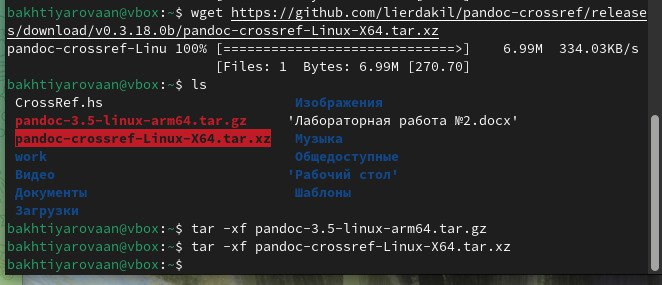 bakhtiyarovaan@vbox:~$ wget https://github.com/lierdakil/pandoc-crossref/release
s/download/v0.3.18.0b/pandoc-crossref-Linux-X64.tar.xz
pandoc-crossref-Linu 100% [=============================>]    6.99M  334.03KB/s
[Files: 1  Bytes: 6.99M [270.70]
bakhtiyarovaan@vbox:~$ ls
CrossRef.hs    Изображения
pandoc-3.5-linux-arm64.tar.gz    'Лабораторная работа №2.docx'
pandoc-crossref-Linux-X64.tar.xz    Музыка
work    Общедоступные
Видео    'Рабочий стол'
Документы    Шаблоны
Загрузки
bakhtiyarovaan@vbox:~$ tar -xf pandoc-3.5-linux-arm64.tar.gz
bakhtiyarovaan@vbox:~$ tar -xf pandoc-crossref-Linux-X64.tar.xz
bakhtiyarovaan@vbox:~$